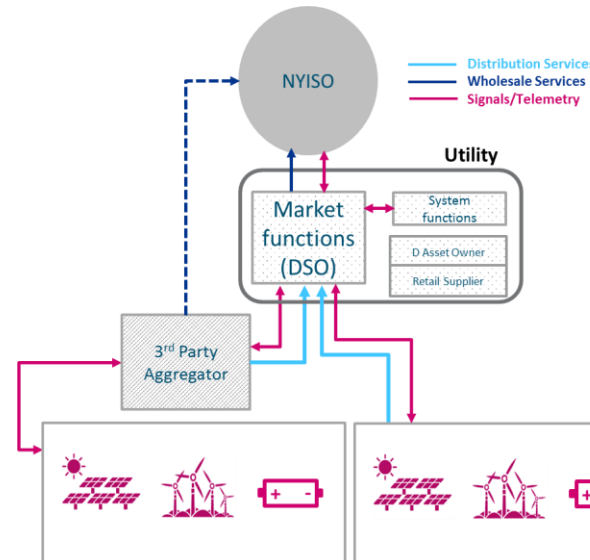 NYISO
Distribution Services
Wholesale Services
Signals/Telemetry
Utility
Market
functions
(DSO)
System
functions
D Asset Owner
Retail Supplier
3rd Party
Aggregator